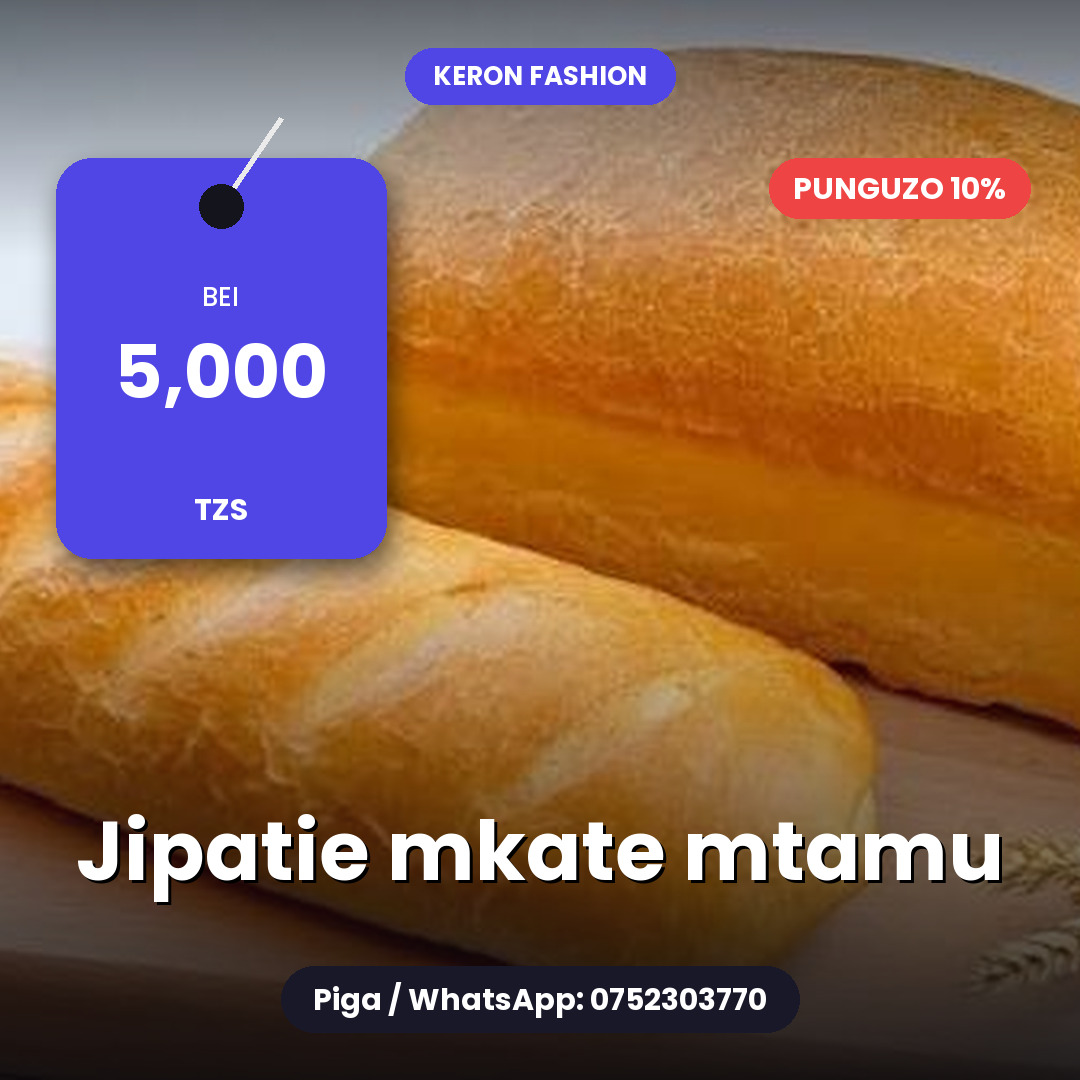 KERON FASHION
PUNGUZO 10%
BEI
5,000
TZS
Jipatie mkate mtamu
Piga / WhatsApp: 0752303770